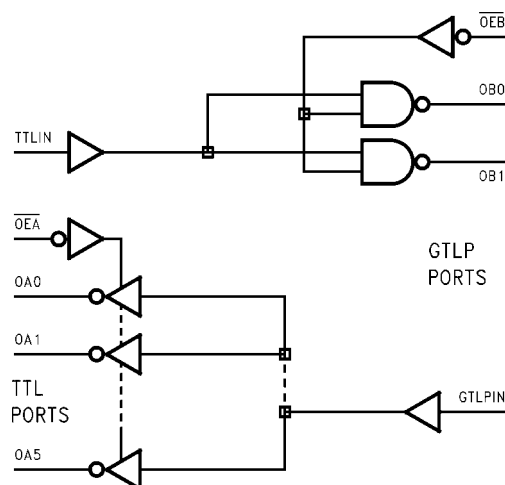 OEB
OB0
TTLIN
OB1
OEA
GTLP
PORTS
OA0
OA1
TTL
PORTS
GTLPIN
OA5